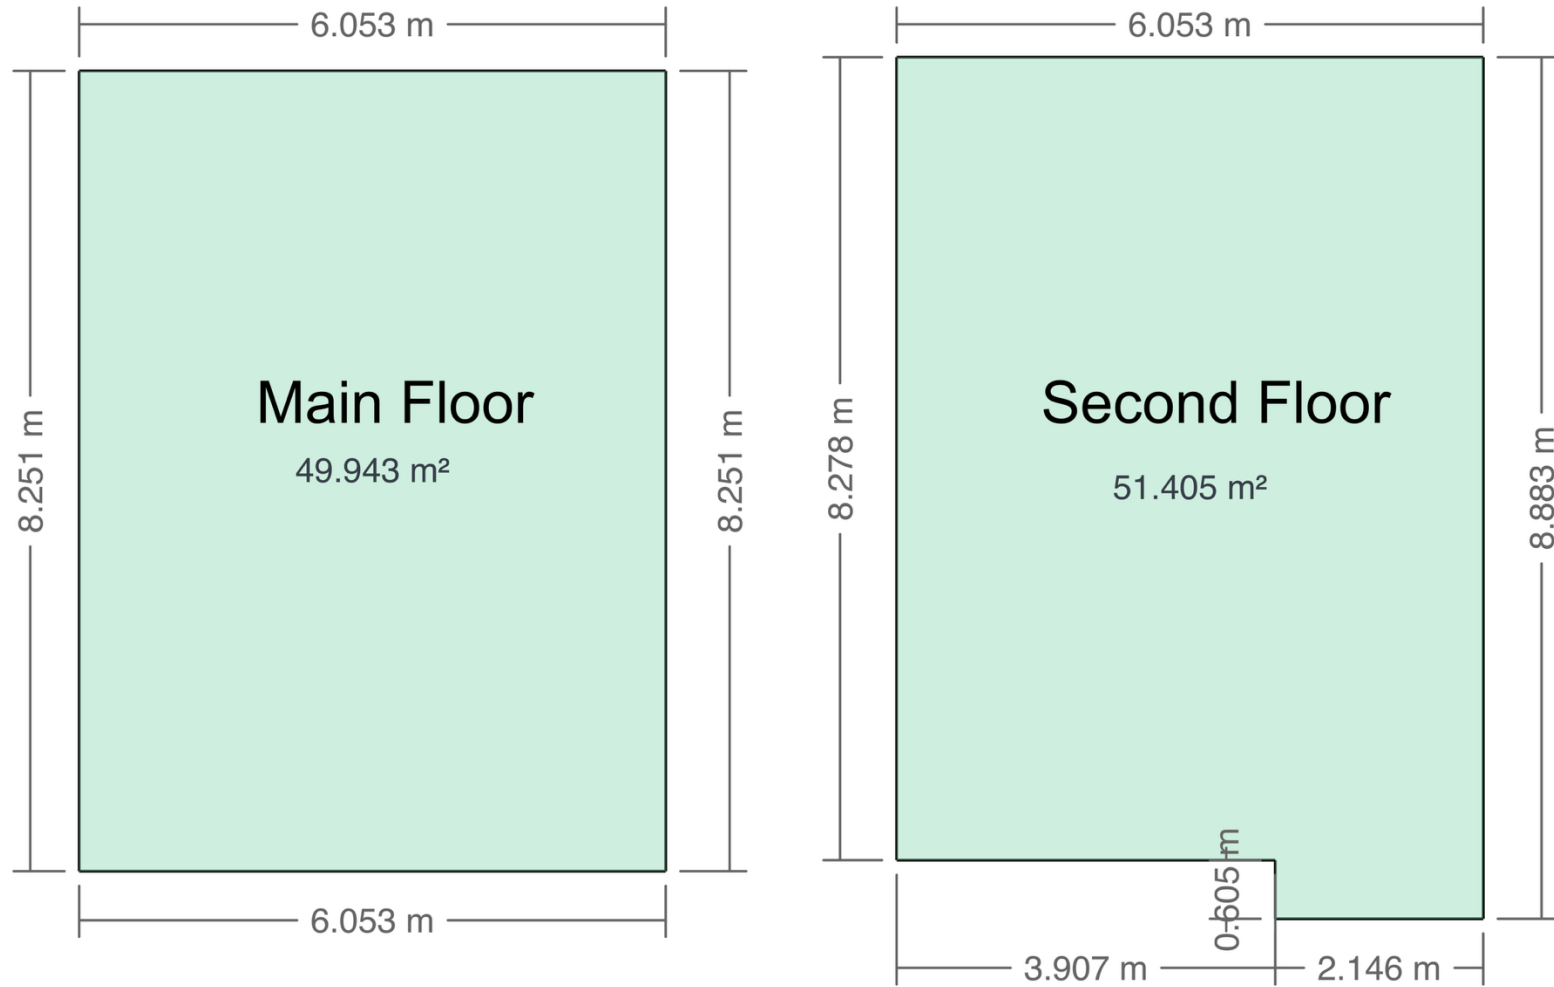 6.053 m
6.053 m
8.251 m
8.251 m
8.278 m
8.883 m
Main Floor
49.943 m²
Second Floor
51.405 m²
0.605 m
6.053 m
3.907 m
2.146 m